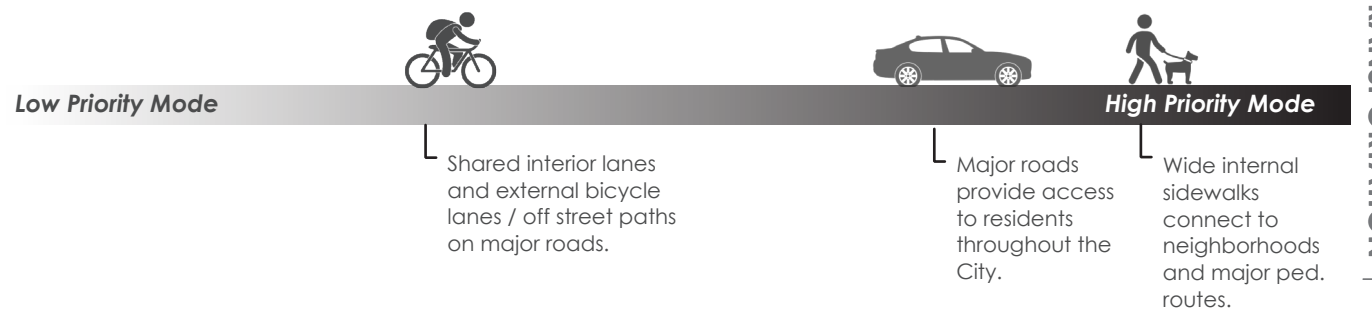 Low Priority Mode
High Priority Mode
Shared interior lanes
and external bicycle
lanes / off street paths
on major roads.
Major roads
provide access
to residents
throughout the
City.
Wide internal
sidewalks
connect to
neighborhoods
and major ped.
routes.